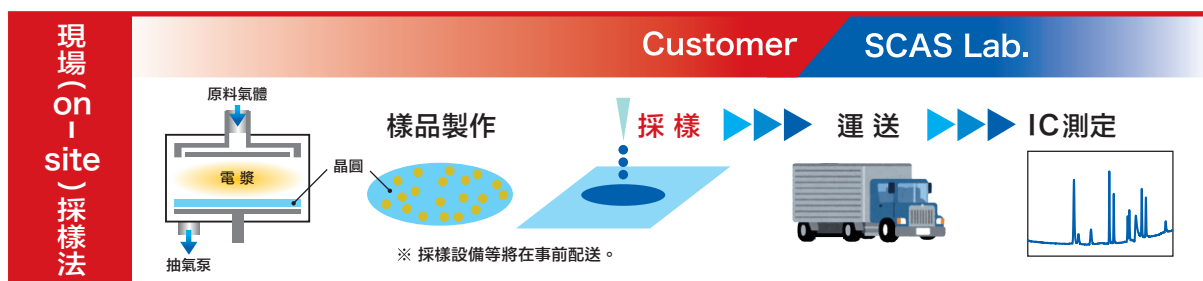 現場(on-site)採樣法
Customer
SCAS Lab.
原料氣體
電漿
晶圓
抽氣泵
樣品製作
採樣
運送
IC測定
※ 採樣設備等將在事前配送。